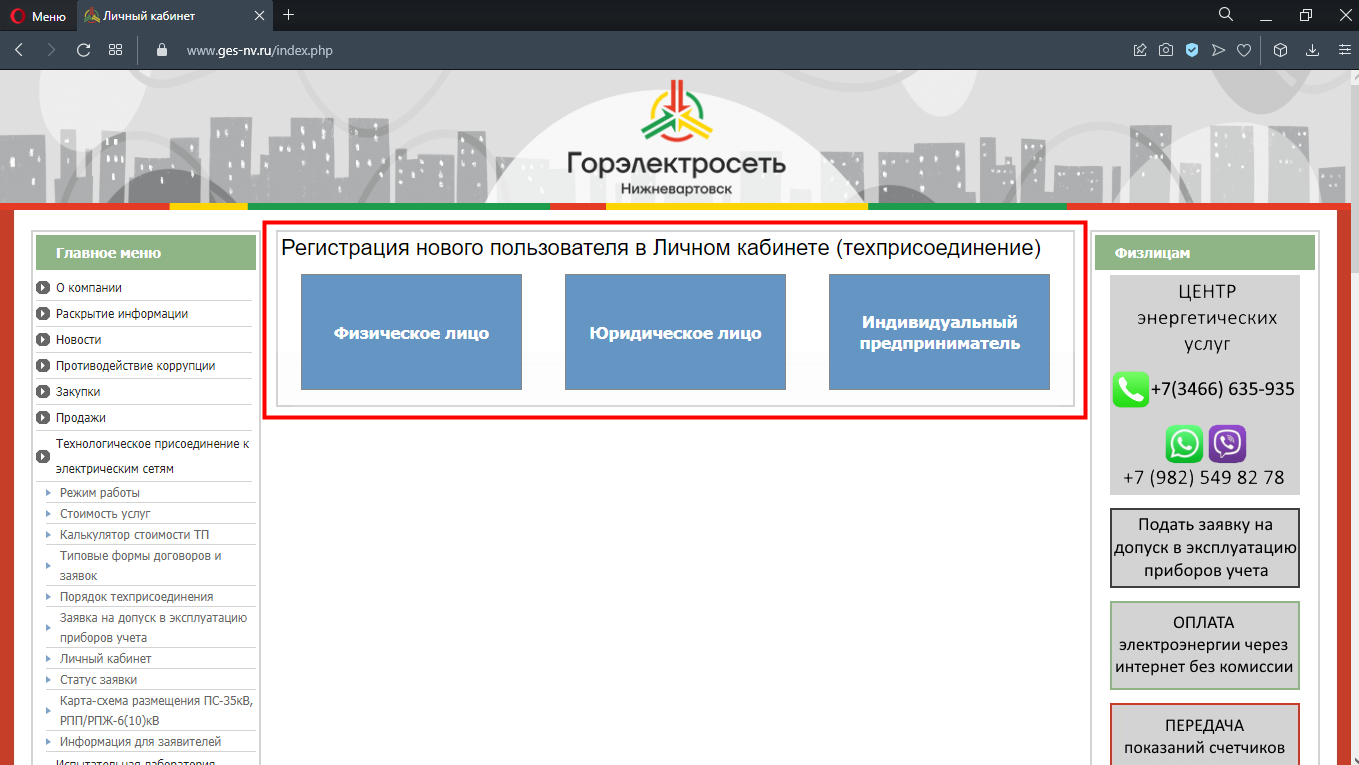 Меню
Личный кабинет
www.ges-nv.ru/index.php
Горэлектросеть
Нижневартовск
Главное меню
О компании
Раскрытие информации
Новости
Противодействие коррупции
Закупки
Продажи
Технологическое присоединение к
электрическим сетям
Режим работы
Стоимость услуг
Калькулятор стоимости ТП
Типовые формы договоров и
заявок
Порядок техприсоединения
Заявка на допуск в эксплуатацию
приборов учета
Личный кабинет
Статус заявки
Карта-схема размещения ПС-35кВ,
РПП/РПЖ-6(10)кВ
Информация для заявителей
Испытательная лаборатория
Регистрация нового пользователя в Личном кабинете (техприсоединение)
Физическое лицо
Юридическое лицо
Индивидуальный
предприниматель
Физлицам
ЦЕНТР
энергетических
услуг
+7(3466) 635-935
+7 (982) 549 82 78
Подать заявку на
допуск в эксплуатацию
приборов учета
ОПЛАТА
электроэнергии через
интернет без комиссии
ПЕРЕДАЧА
показаний счетчиков